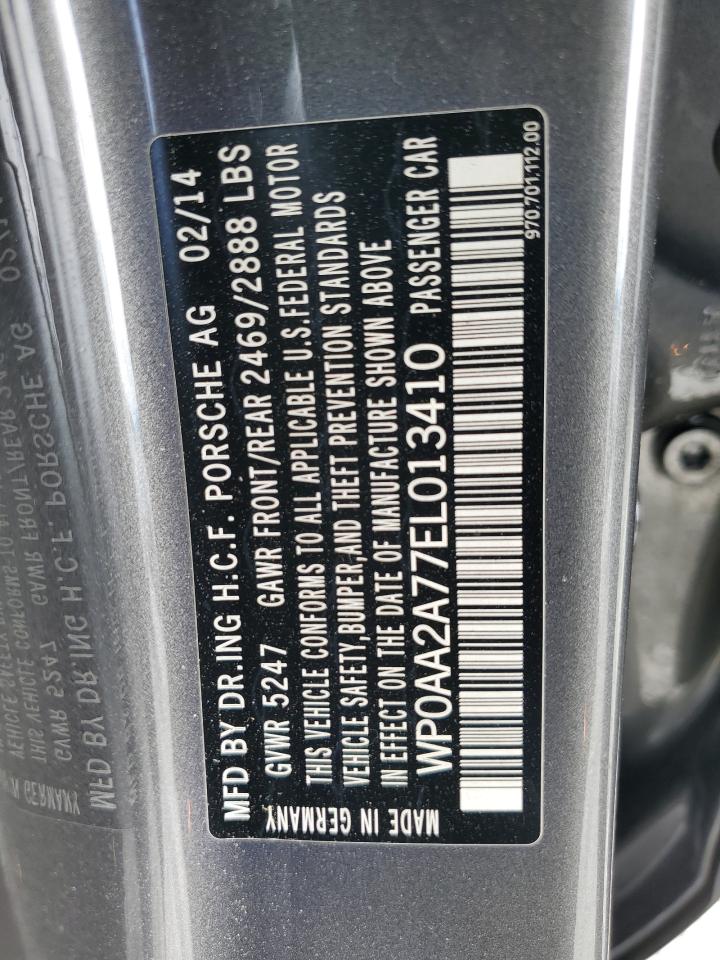 MFD BY DR.ING H.C.F. PORSCHE AG 02/14
GVWR 5247 GAWR FRONT/REAR 2469/2888 LBS
THIS VEHICLE CONFORMS TO ALL APPLICABLE U.S.FEDERAL MOTOR
VEHICLE SAFETY,BUMPER,AND THEFT PREVENTION STANDARDS
IN EFFECT ON THE DATE OF MANUFACTURE SHOWN ABOVE
WP0AA2A77EL013410 PASSENGER CAR
MADE IN GERMANY
970.701.112.00